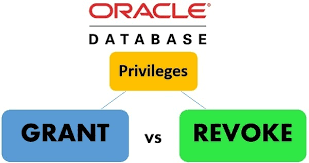 ORACLE
DATABASE
Privileges
GRANT vs REVOKE